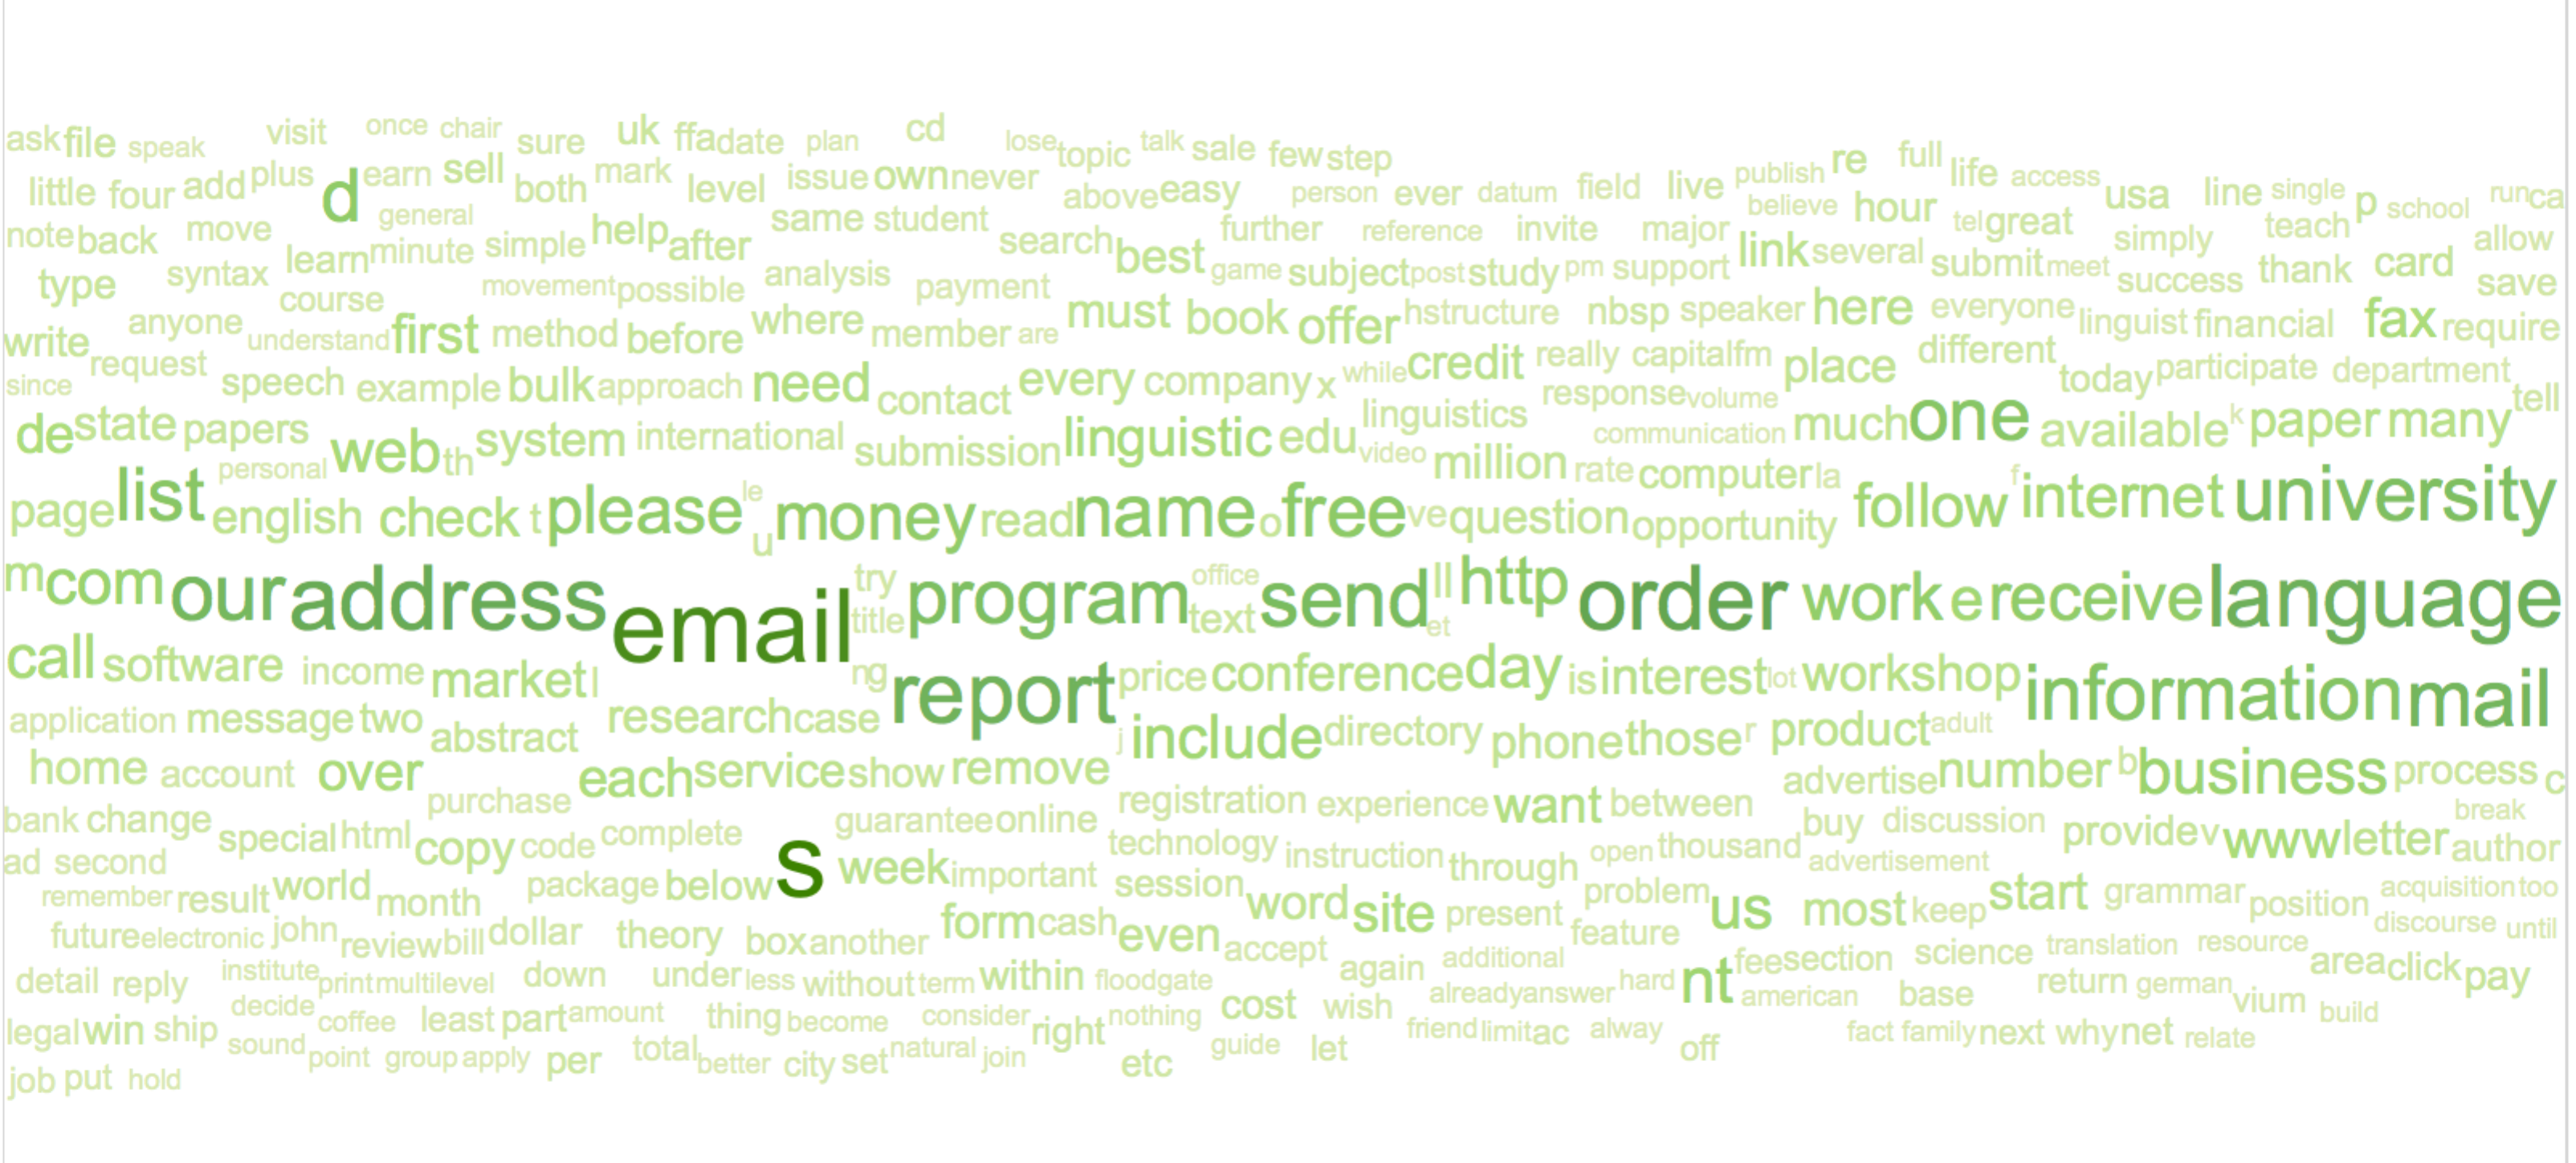 ask file speak visit once chair sure uk ffa date plan cd lose topic talk sale few step re full
little four add plus d earn sell both mark level issue own never above easy person ever datum field live publish life access usa line single p school run ca
note back move general learn minute simple help after same student search best further reference invite major believe hour tel great simply teach allow
type syntax course movement possible analysis payment game subject post study pm support link several submit meet success thank card save
write anyone understand first method before where member are must book offer hstructure nbsp speaker here everyone linguist financial fax require
since request speech example bulk approach need contact every company x while credit really capitalfm place different today participate department tell
de state papers web th system international submission linguistic edu linguistics response volume communication much one available k paper many
page list personal english check t please le u money read name o free video million ve question rate computer la opportunity follow f internet university
m com our address email try title program office text send ll et http order work e receive language
call software income market l ng report price conference day is interest lot workshop information mail
application message two abstract research case j include directory phone those r product adult
home account over purchase each service show remove registration experience want between advertise number b business process c
bank change special html copy code complete s guarantee online technology instruction through open thousand buy discussion provide v www letter break author
ad second remember result world month package below week important session word site present problem advertisement us most keep start grammar position acquisition too
future electronic john review bill dollar theory box another form cash even accept feature section science translation resource discourse until
detail reply institute print multilevel down under less without term within floodgate again additional already answer hard nt fee american base return german vium area click pay
legal win ship decide coffee least part amount thing become consider right nothing cost wish friend limit ac alway fact family next why net relate build
job put hold sound point group apply per total better city set natural join etc guide let off